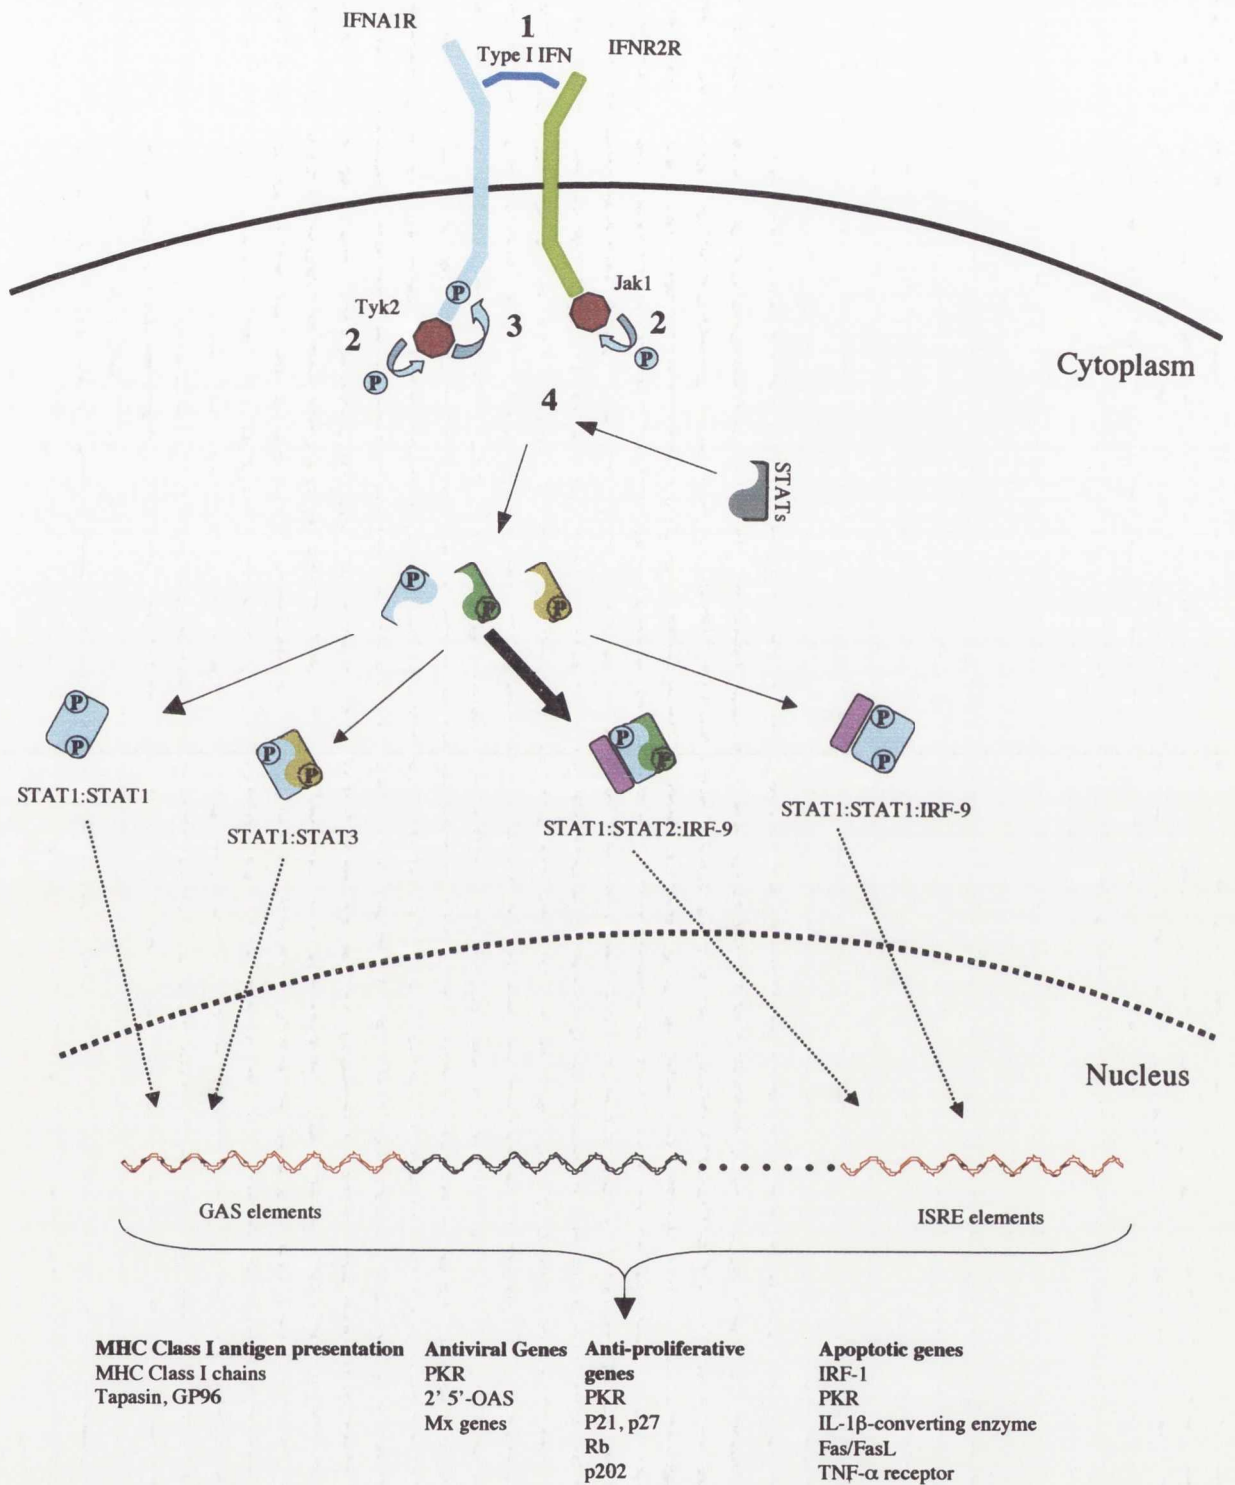 IFNA1R
1
Type I IFN
IFNR2R
P
Tyk2
Jak1
2
3
2
P
P
Cytoplasm
4
STATs
P
P
P
P
P
P
P
P
P
P
P
STAT1:STAT1
STAT1:STAT3
STAT1:STAT2:IRF-9
STAT1:STAT1:IRF-9
Nucleus
GAS elements
ISRE elements
MHC Class I antigen presentation
MHC Class I chains
Tapasin, GP96
Antiviral Genes
PKR
2' 5'-OAS
Mx genes
Anti-proliferative
genes
PKR
P21, p27
Rb
p202
Apoptotic genes
IRF-1
PKR
IL-1β-converting enzyme
Fas/FasL
TNF-α receptor